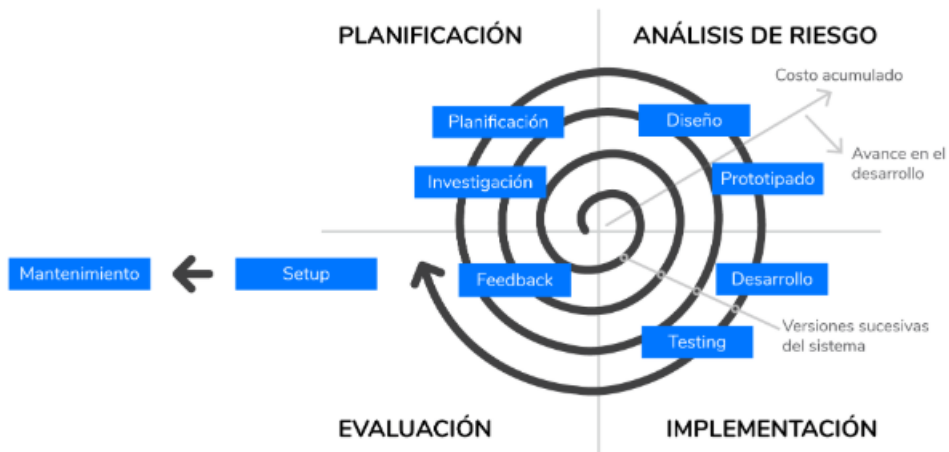 PLANIFICACIÓN
ANÁLISIS DE RIESGO
Costo acumulado
Planificación
Diseño
Avance en el
desarrollo
Investigación
Prototipado
Mantenimiento
Setup
Feedback
Desarrollo
Versiones sucesivas
del sistema
Testing
EVALUACIÓN
IMPLEMENTACIÓN